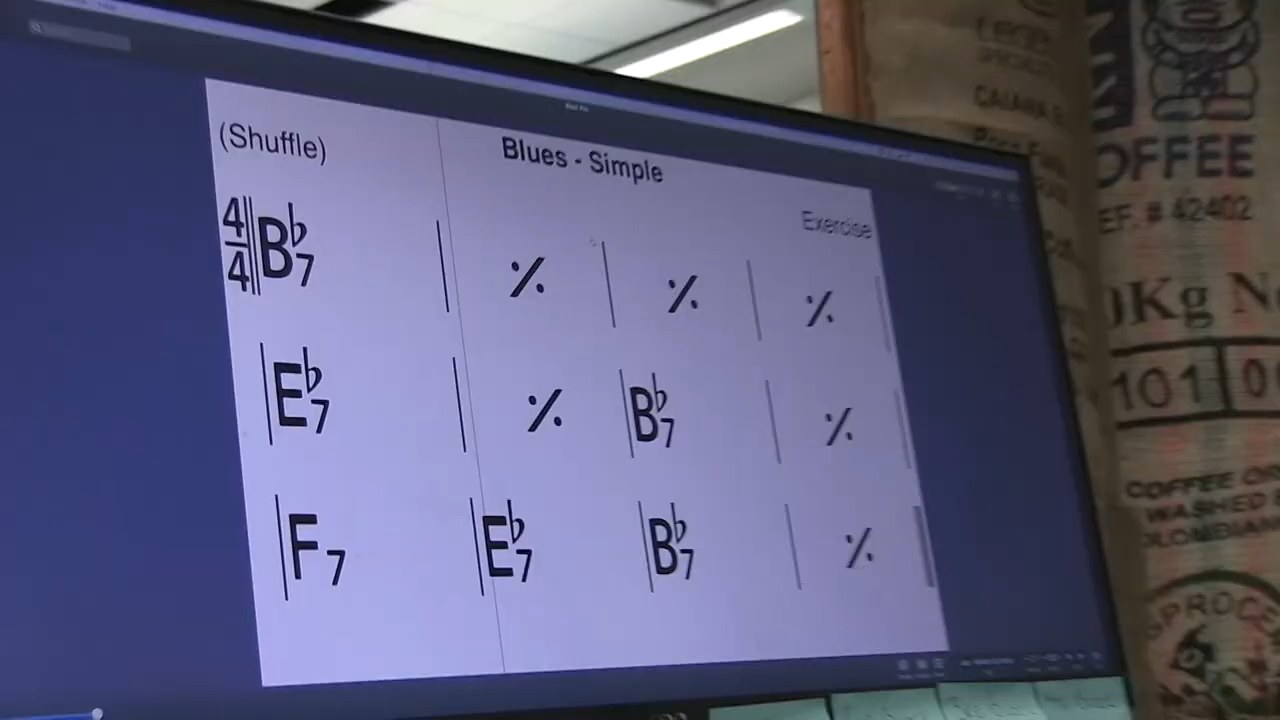 (Shuffle)
Blues - Simple
Exercise
4/4 B♭7 | 𝄎 | 𝄎 | 𝄎 |
| E♭7 | 𝄎 | B♭7 | 𝄎 |
| F7 | E♭7 | B♭7 | 𝄎 |
OFFEE
EF. # 42402
Kg N
101 0
COFFEE
WASHED